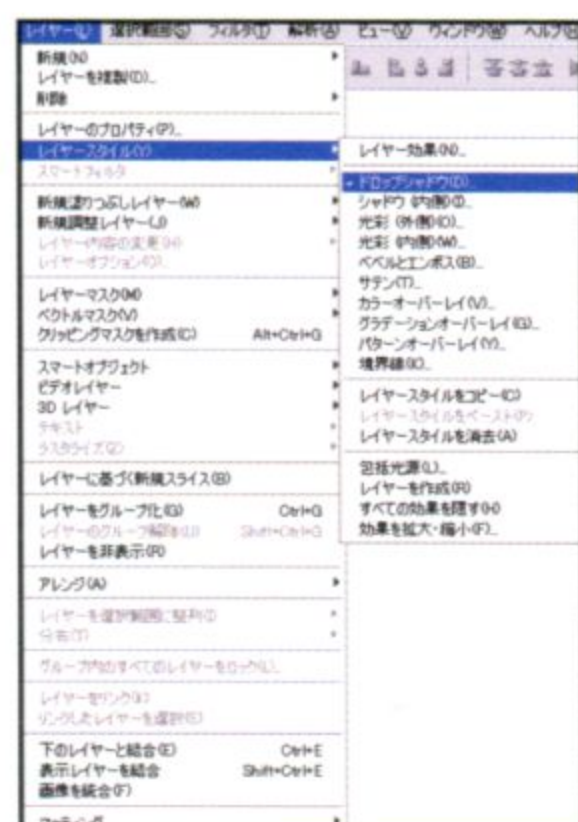 レイヤー(L) 選択範囲(S) フィルタ(T) 解析(A) ビュー(V) ウィンドウ(W) ヘルプ(H)
新規(N)
レイヤーを複製(D)...
削除
レイヤーのプロパティ(P)...
レイヤースタイル(Y)
スマートフィルタ
新規塗りつぶしレイヤー(W)
新規調整レイヤー(J)
レイヤー内容の変更(H)
レイヤーオプション(O)...
レイヤーマスク(M)
ベクトルマスク(V)
クリッピングマスクを作成(C) Alt+Ctrl+G
スマートオブジェクト
ビデオレイヤー
3D レイヤー
テキスト
ラスタライズ(Z)
レイヤーに基づく新規スライス(B)
レイヤーをグループ化(G) Ctrl+G
レイヤーのグループ解除(U) Shift+Ctrl+G
レイヤーを非表示(R)
アレンジ(A)
レイヤーを選択範囲に整列(I)
分布(T)
グループ内のすべてのレイヤーをロック(L)...
レイヤーをリンク(K)
リンクしたレイヤーを選択(S)
下のレイヤーと結合(E) Ctrl+E
表示レイヤーを結合 Shift+Ctrl+E
画像を統合(F)
マッティング
レイヤー効果(N)...
ドロップシャドウ(D)...
シャドウ (内側)(I)...
光彩 (外側)(O)...
光彩 (内側)(W)...
ベベルとエンボス(B)...
サテン(T)...
カラーオーバーレイ(V)...
グラデーションオーバーレイ(G)...
パターンオーバーレイ(Y)...
境界線(K)...
レイヤースタイルをコピー(C)
レイヤースタイルをペースト(P)
レイヤースタイルを消去(A)
包括光源(L)...
レイヤーを作成(R)
すべての効果を隠す(H)
効果を拡大・縮小(F)...